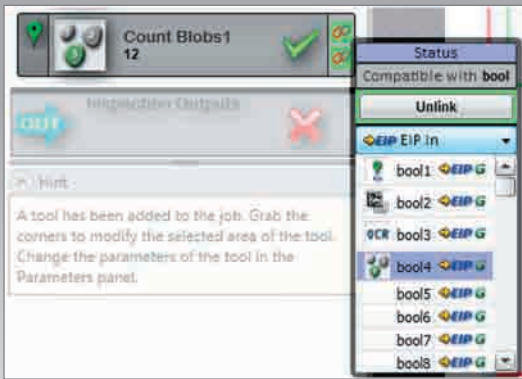 Count Blobs1
12
Inspection Outputs
OUT
Hint
A tool has been added to the job. Grab the
corners to modify the selected area of the tool.
Change the parameters of the tool in the
Parameters panel.
Status
Compatible with bool
Unlink
EIP EIP In
bool1 EIP G
bool2 EIP G
OCR bool3 EIP G
bool4 EIP G
bool5 EIP G
bool6 EIP G
bool7 EIP G
bool8 EIP G